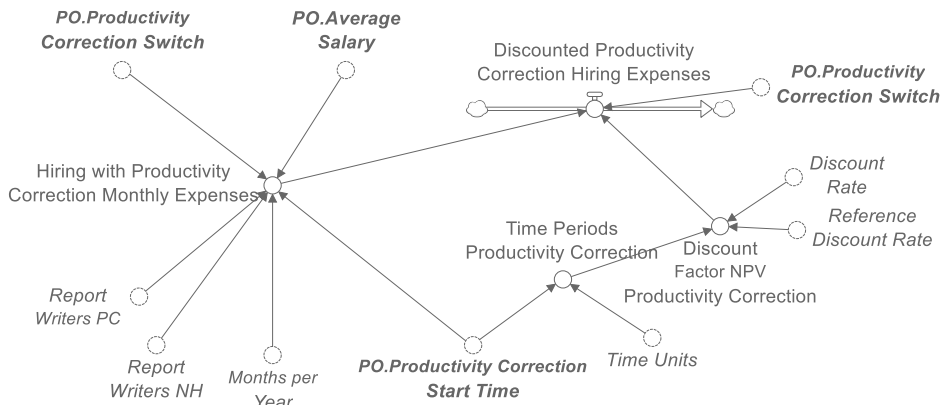 PO.Productivity
Correction Switch
PO.Average
Salary
Discounted Productivity
Correction Hiring Expenses
PO.Productivity
Correction Switch
Hiring with Productivity
Correction Monthly Expenses
Discount
Rate
Reference
Discount Rate
Time Periods
Productivity Correction
Discount
Factor NPV
Productivity Correction
Report
Writers PC
Report
Writers NH
Months per
Year
PO.Productivity Correction
Start Time
Time Units